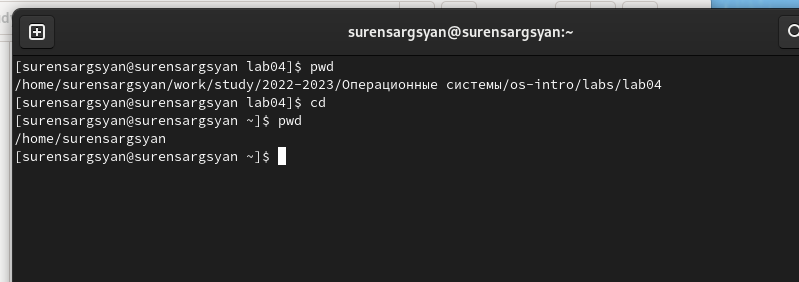 surensargsyan@surensargsyan:~
[surensargsyan@surensargsyan lab04]$ pwd
/home/surensargsyan/work/study/2022-2023/Операционные системы/os-intro/labs/lab04
[surensargsyan@surensargsyan lab04]$ cd
[surensargsyan@surensargsyan ~]$ pwd
/home/surensargsyan
[surensargsyan@surensargsyan ~]$